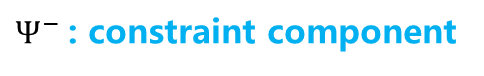 Ψ⁻ : constraint component